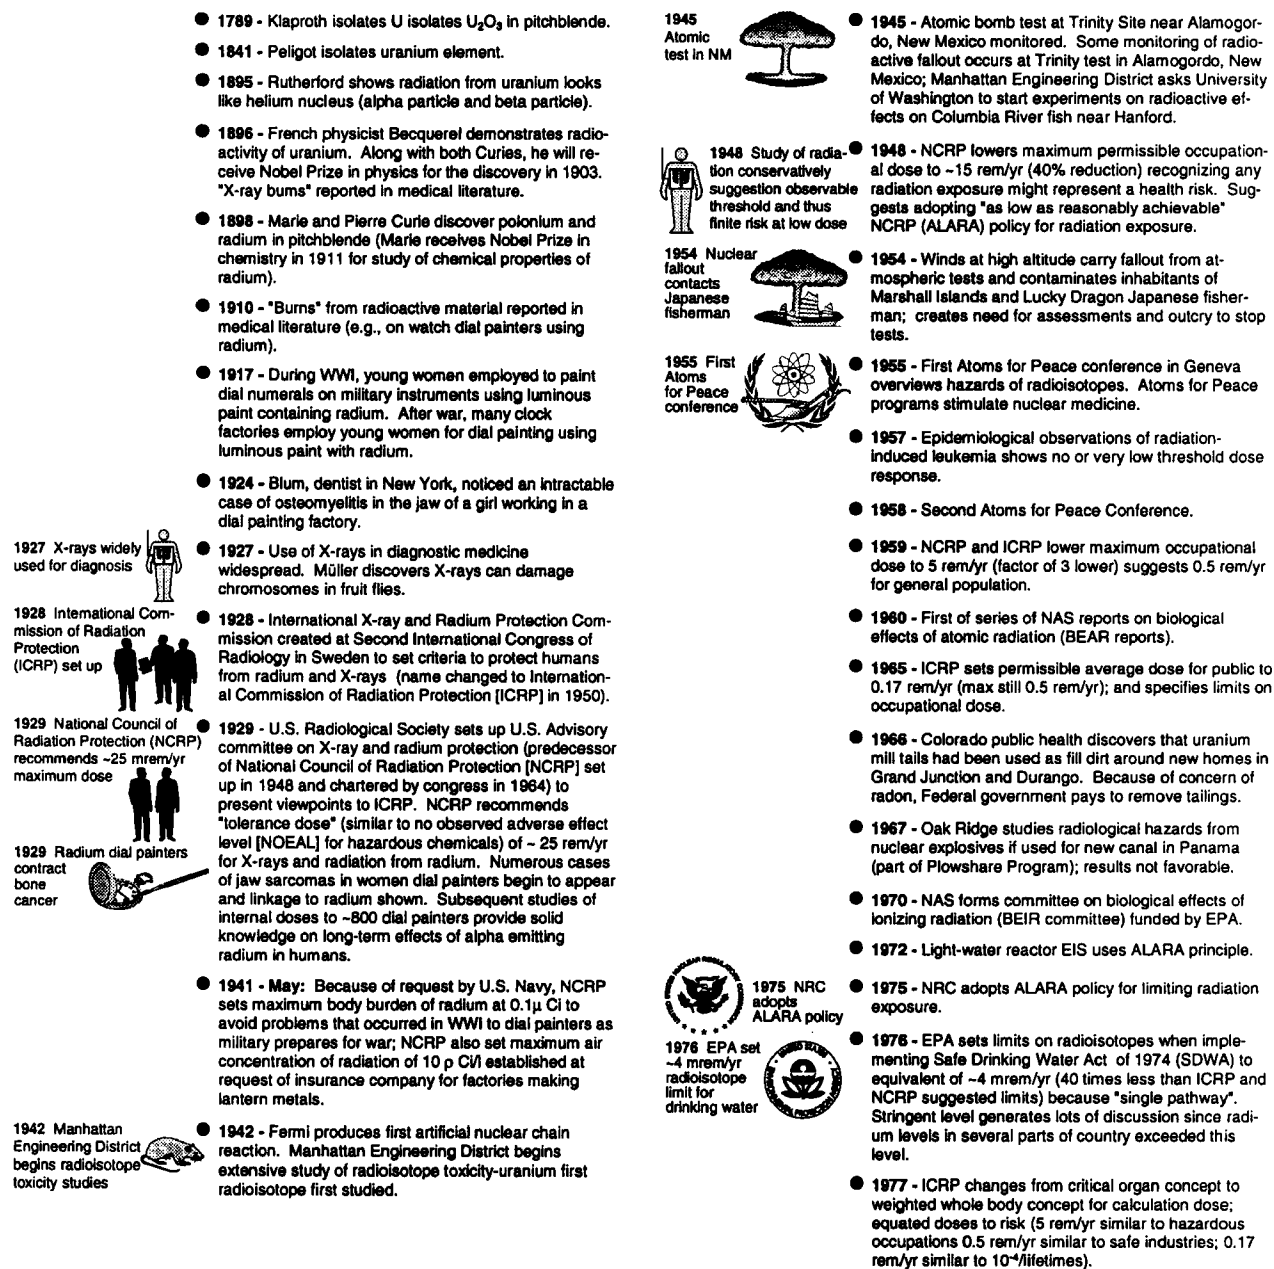 ● 1789 - Klaproth isolates U isolates U₂O₃ in pitchblende.
● 1841 - Peligot isolates uranium element.
● 1895 - Rutherford shows radiation from uranium looks
like helium nucleus (alpha particle and beta particle).
● 1896 - French physicist Becquerel demonstrates radio-
activity of uranium. Along with both Curies, he will re-
ceive Nobel Prize in physics for the discovery in 1903.
"X-ray burns" reported in medical literature.
● 1898 - Marie and Pierre Curie discover polonium and
radium in pitchblende (Marie receives Nobel Prize in
chemistry in 1911 for study of chemical properties of
radium).
● 1910 - "Burns" from radioactive material reported in
medical literature (e.g., on watch dial painters using
radium).
● 1917 - During WWI, young women employed to paint
dial numerals on military instruments using luminous
paint containing radium. After war, many clock
factories employ young women for dial painting using
luminous paint with radium.
● 1924 - Blum, dentist in New York, noticed an intractable
case of osteomyelitis in the jaw of a girl working in a
dial painting factory.
1927 X-rays widely
used for diagnosis
● 1927 - Use of X-rays in diagnostic medicine
widespread. Müller discovers X-rays can damage
chromosomes in fruit flies.
1928 International Com-
mission of Radiation
Protection
(ICRP) set up
● 1928 - International X-ray and Radium Protection Com-
mission created at Second International Congress of
Radiology in Sweden to set criteria to protect humans
from radium and X-rays (name changed to Internation-
al Commission of Radiation Protection [ICRP] in 1950).
1929 National Council of
Radiation Protection (NCRP)
recommends ~25 mrem/yr
maximum dose
● 1929 - U.S. Radiological Society sets up U.S. Advisory
committee on X-ray and radium protection (predecessor
of National Council of Radiation Protection [NCRP] set
up in 1948 and chartered by congress in 1964) to
present viewpoints to ICRP. NCRP recommends
"tolerance dose" (similar to no observed adverse effect
level [NOEAL] for hazardous chemicals) of ~ 25 rem/yr
for X-rays and radiation from radium. Numerous cases
of jaw sarcomas in women dial painters begin to appear
and linkage to radium shown. Subsequent studies of
internal doses to ~800 dial painters provide solid
knowledge on long-term effects of alpha emitting
radium in humans.
1929 Radium dial painters
contract
bone
cancer
● 1941 - May: Because of request by U.S. Navy, NCRP
sets maximum body burden of radium at 0.1µ Ci to
avoid problems that occurred in WWI to dial painters as
military prepares for war; NCRP also set maximum air
concentration of radiation of 10 p Ci/l established at
request of insurance company for factories making
lantern metals.
1942 Manhattan
Engineering District
begins radioisotope
toxicity studies
● 1942 - Fermi produces first artificial nuclear chain
reaction. Manhattan Engineering District begins
extensive study of radioisotope toxicity-uranium first
radioisotope first studied.
1945
Atomic
test in NM
● 1945 - Atomic bomb test at Trinity Site near Alamogor-
do, New Mexico monitored. Some monitoring of radio-
active fallout occurs at Trinity test in Alamogordo, New
Mexico; Manhattan Engineering District asks University
of Washington to start experiments on radioactive ef-
fects on Columbia River fish near Hanford.
1948 Study of radia-
tion conservatively
suggestion observable
threshold and thus
finite risk at low dose
● 1948 - NCRP lowers maximum permissible occupation-
al dose to ~15 rem/yr (40% reduction) recognizing any
radiation exposure might represent a health risk. Sug-
gests adopting "as low as reasonably achievable"
NCRP (ALARA) policy for radiation exposure.
1954 Nuclear
fallout
contacts
Japanese
fisherman
● 1954 - Winds at high altitude carry fallout from at-
mospheric tests and contaminates inhabitants of
Marshall Islands and Lucky Dragon Japanese fisher-
man; creates need for assessments and outcry to stop
tests.
1955 First
Atoms
for Peace
conference
● 1955 - First Atoms for Peace conference in Geneva
overviews hazards of radioisotopes. Atoms for Peace
programs stimulate nuclear medicine.
● 1957 - Epidemiological observations of radiation-
induced leukemia shows no or very low threshold dose
response.
● 1958 - Second Atoms for Peace Conference.
● 1959 - NCRP and ICRP lower maximum occupational
dose to 5 rem/yr (factor of 3 lower) suggests 0.5 rem/yr
for general population.
● 1960 - First of series of NAS reports on biological
effects of atomic radiation (BEAR reports).
● 1965 - ICRP sets permissible average dose for public to
0.17 rem/yr (max still 0.5 rem/yr); and specifies limits on
occupational dose.
● 1966 - Colorado public health discovers that uranium
mill tails had been used as fill dirt around new homes in
Grand Junction and Durango. Because of concern of
radon, Federal government pays to remove tailings.
● 1967 - Oak Ridge studies radiological hazards from
nuclear explosives if used for new canal in Panama
(part of Plowshare Program); results not favorable.
● 1970 - NAS forms committee on biological effects of
ionizing radiation (BEIR committee) funded by EPA.
● 1972 - Light-water reactor EIS uses ALARA principle.
1975 NRC
adopts
ALARA policy
● 1975 - NRC adopts ALARA policy for limiting radiation
exposure.
1976 EPA set
~4 mrem/yr
radioisotope
limit for
drinking water
● 1976 - EPA sets limits on radioisotopes when imple-
menting Safe Drinking Water Act of 1974 (SDWA) to
equivalent of ~4 mrem/yr (40 times less than ICRP and
NCRP suggested limits) because "single pathway".
Stringent level generates lots of discussion since radi-
um levels in several parts of country exceeded this
level.
● 1977 - ICRP changes from critical organ concept to
weighted whole body concept for calculation dose;
equated doses to risk (5 rem/yr similar to hazardous
occupations 0.5 rem/yr similar to safe industries; 0.17
rem/yr similar to 10⁻⁴/lifetimes).